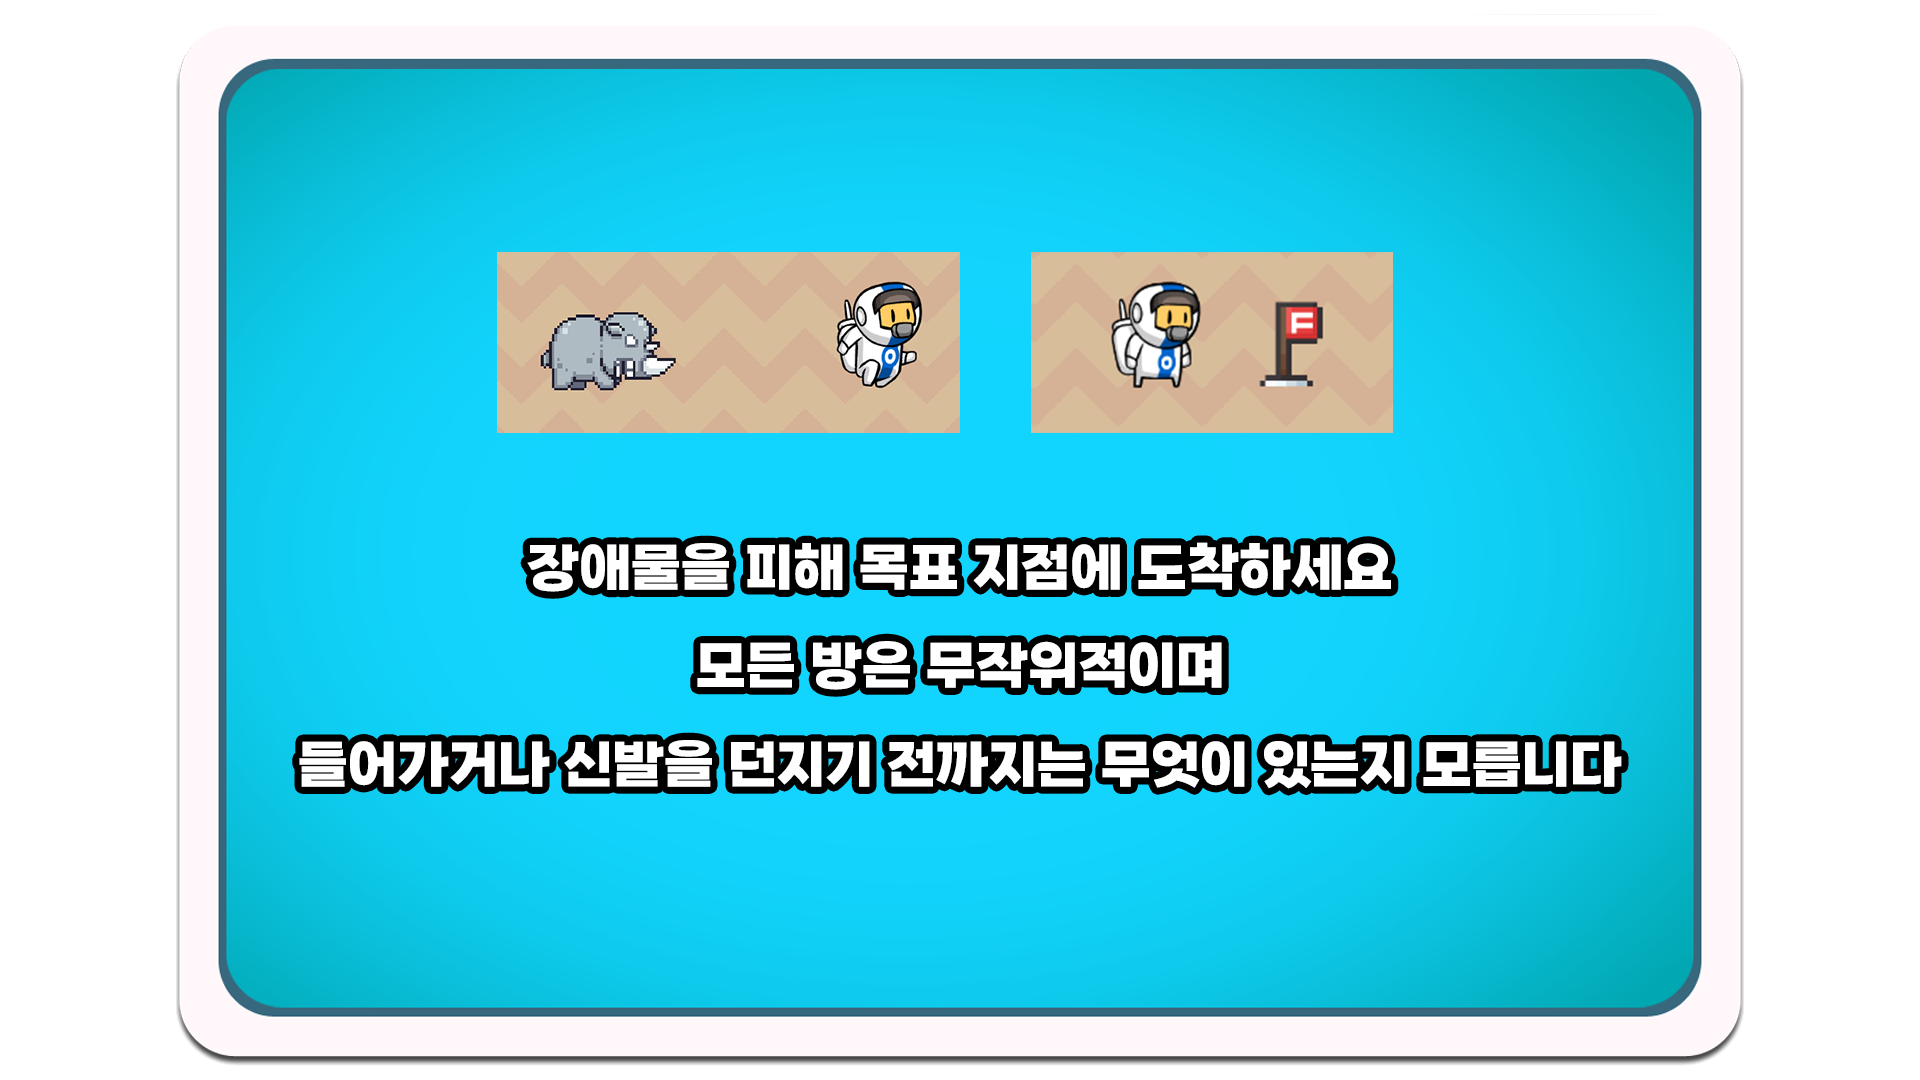 F
장애물을 피해 목표 지점에 도착하세요
모든 방은 무작위적이며
들어가거나 신발을 던지기 전까지는 무엇이 있는지 모릅니다